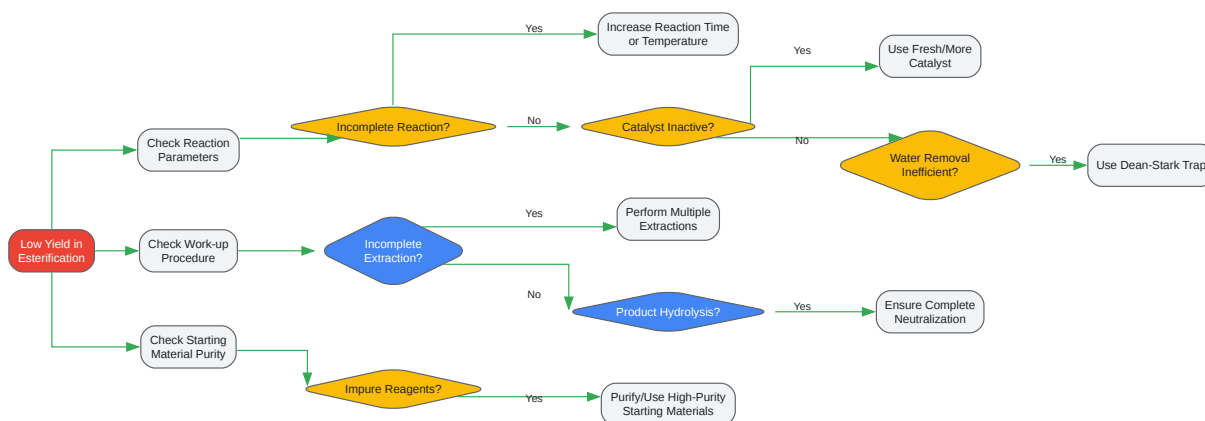 Yes
Increase Reaction Time
or Temperature
Yes
Use Fresh/More
Catalyst
Incomplete Reaction?
No
Catalyst Inactive?
Check Reaction
Parameters
No
Water Removal
Inefficient?
Yes
Use Dean-Stark Trap
Low Yield in
Esterification
Check Work-up
Procedure
Incomplete
Extraction?
Yes
Perform Multiple
Extractions
No
Product Hydrolysis?
Yes
Ensure Complete
Neutralization
Check Starting
Material Purity
Impure Reagents?
Yes
Purify/Use High-Purity
Starting Materials